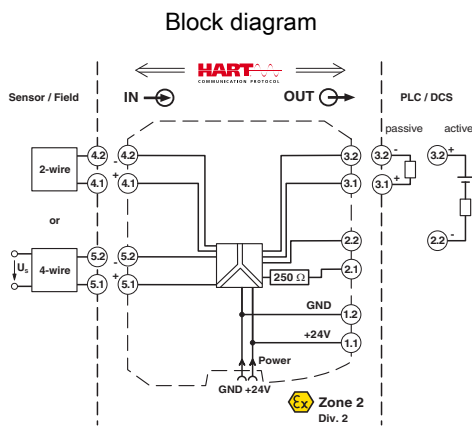 Block diagram
HART
COMMUNICATION PROTOCOL
Sensor / Field
IN
OUT
PLC / DCS
passive
active
2-wire
4.2
4.1
4.2
4.1
-
+
3.2
3.1
3.2
3.1
-
+
3.2
+
2.2
-
or
Us
4-wire
5.2
5.1
5.2
5.1
-
+
2.2
2.1
250 Ω
GND
1.2
+24V
1.1
Power
GND +24V
Ex
Zone 2
Div. 2